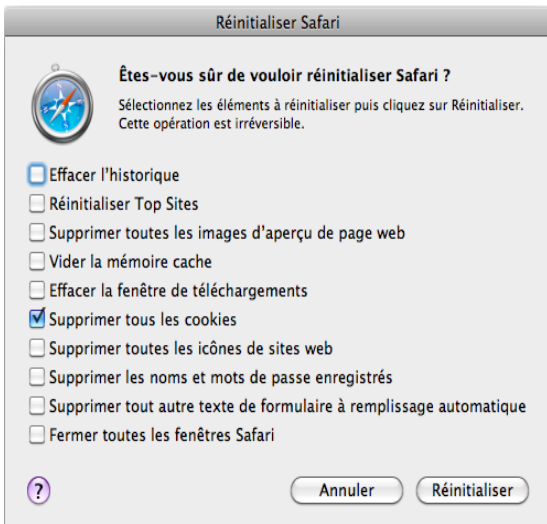 Réinitialiser Safari
Êtes-vous sûr de vouloir réinitialiser Safari ?
Sélectionnez les éléments à réinitialiser puis cliquez sur Réinitialiser.
Cette opération est irréversible.
Effacer l'historique
Réinitialiser Top Sites
Supprimer toutes les images d'aperçu de page web
Vider la mémoire cache
Effacer la fenêtre de téléchargements
Supprimer tous les cookies
Supprimer toutes les icônes de sites web
Supprimer les noms et mots de passe enregistrés
Supprimer tout autre texte de formulaire à remplissage automatique
Fermer toutes les fenêtres Safari
? Annuler Réinitialiser